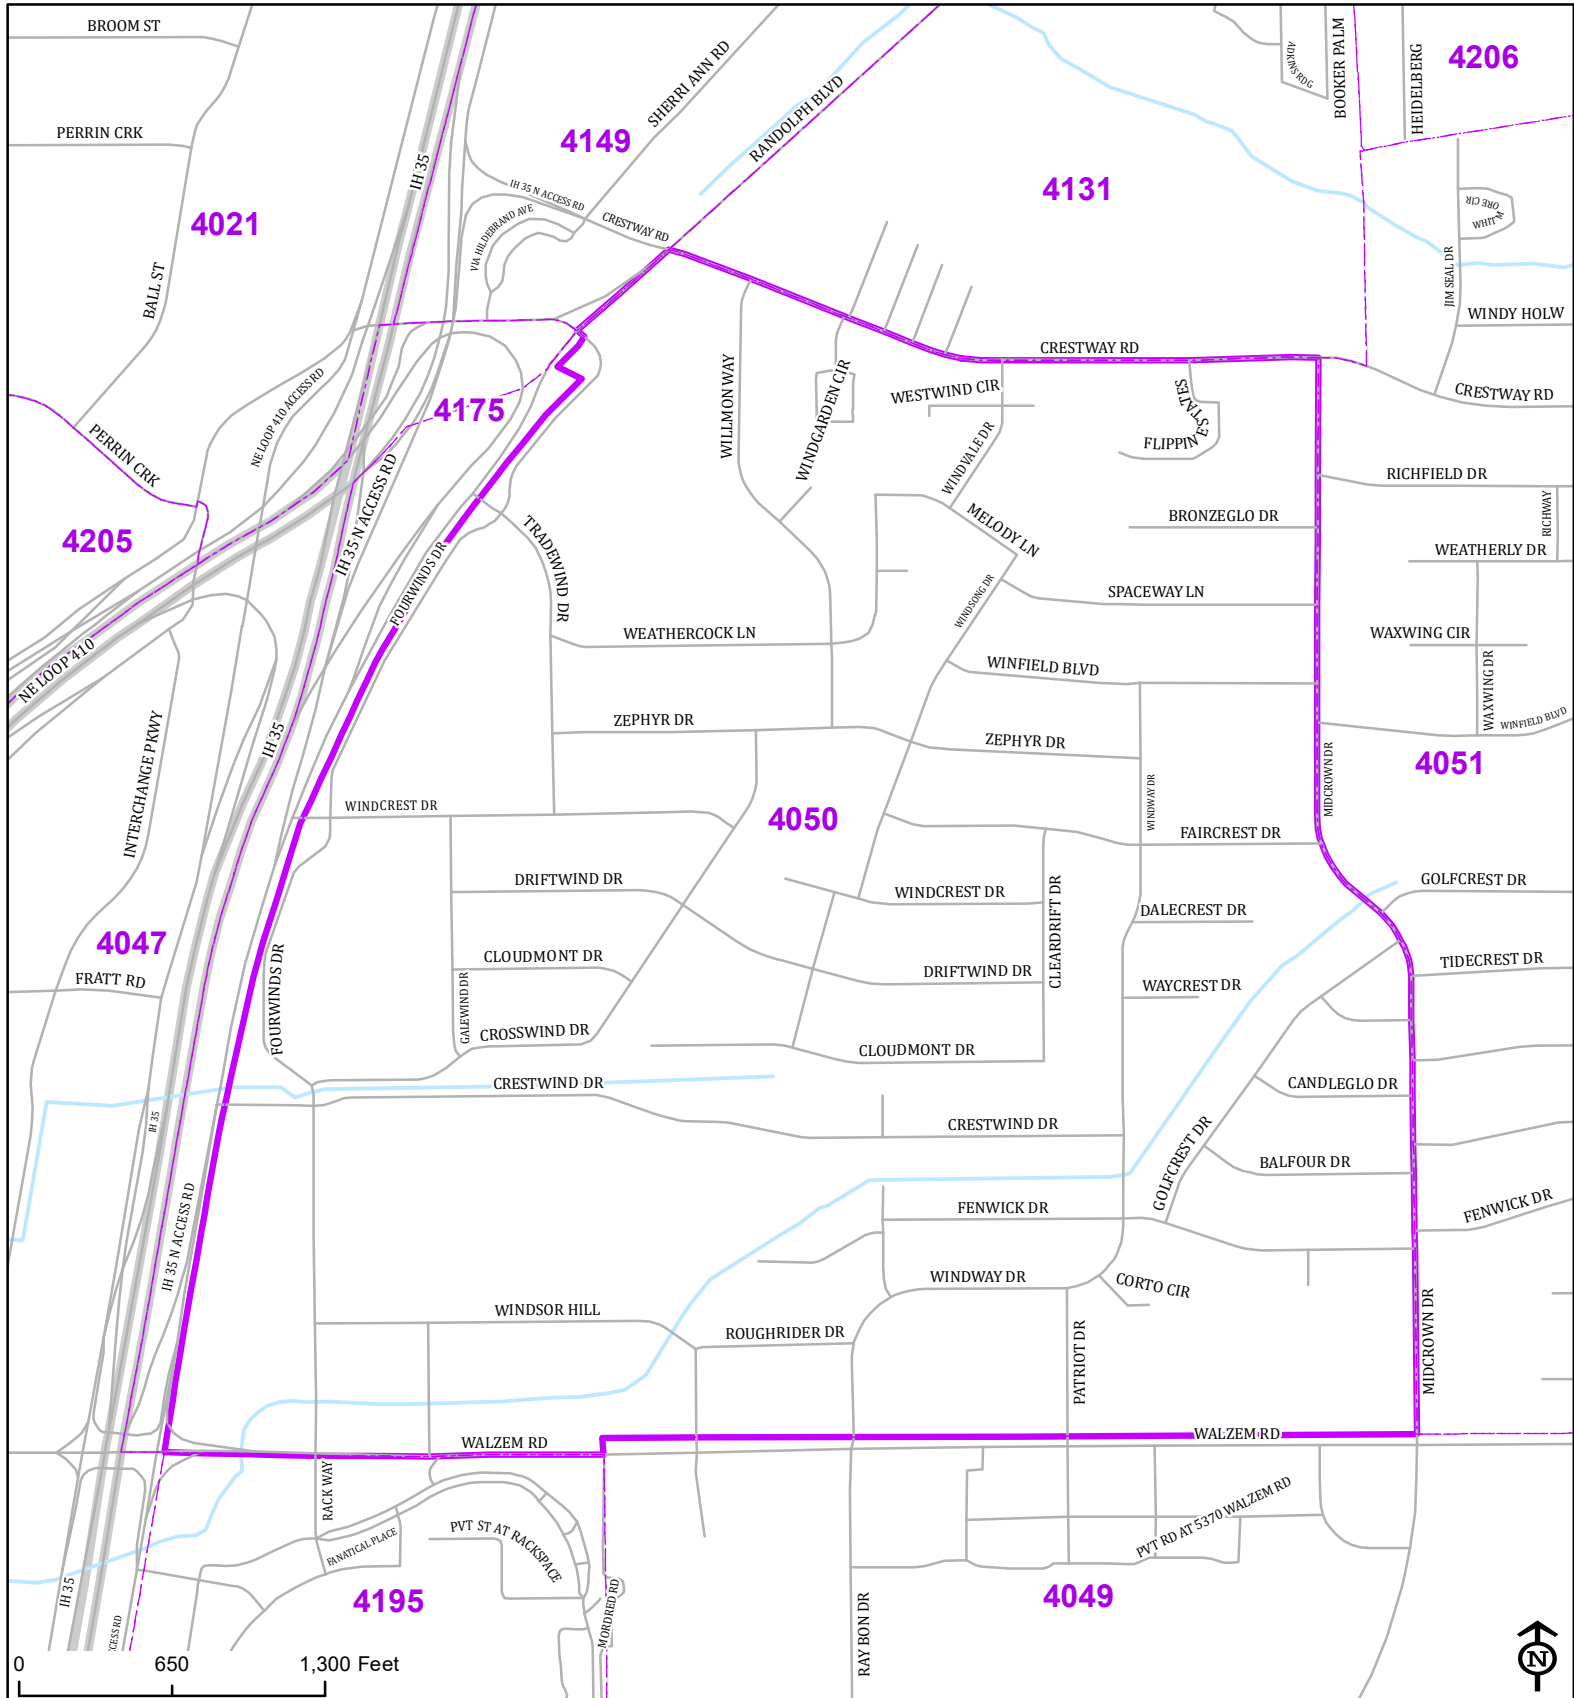 BROOM ST
BOOKER PALM
ADKINS RDG
HEIDELBERG
4206
SHERRI ANN RD
RANDOLPH BLVD
PERRIN CRK
4149
IH 35
4131
IH 35 N ACCESS RD
CRESTWAY RD
VIA HILDEBRAND AVE
4021
WHITM
ORE CIR
JIM SEAL DR
BALL ST
WINDY HOLW
CRESTWAY RD
CRESTWAY RD
NE LOOP 410 ACCESS RD
4175
WILLMON WAY
WINDGARDEN CIR
WESTWIND CIR
WINDVALE DR
FLIPPIN ESTATES
PERRIN CRK
RICHFIELD DR
RICHWAY
4205
IH 35 N ACCESS RD
TRADEWIND DR
MELODY LN
BRONZEGLO DR
WEATHERLY DR
FOURWINDS DR
WINDSONG DR
SPACEWAY LN
WEATHERCOCK LN
WAXWING CIR
NE LOOP 410
WINFIELD BLVD
WAXWING DR
WINFIELD BLVD
ZEPHYR DR
ZEPHYR DR
IH 35
INTERCHANGE PKWY
4051
MIDCROWN DR
WINDWAY DR
WINDCREST DR
4050
FAIRCREST DR
DRIFTWIND DR
WINDCREST DR
CLEARDRIFT DR
GOLFCREST DR
DALECREST DR
4047
CLOUDMONT DR
DRIFTWIND DR
TIDECREST DR
FRATT RD
WAYCREST DR
FOURWINDS DR
GALEWIND DR
CROSSWIND DR
CLOUDMONT DR
CRESTWIND DR
CANDLEGLO DR
IH 35
CRESTWIND DR
GOLFCREST DR
BALFOUR DR
FENWICK DR
FENWICK DR
IH 35 N ACCESS RD
WINDWAY DR
CORTO CIR
WINDSOR HILL
ROUGHRIDER DR
PATRIOT DR
MIDCROWN DR
WALZEM RD
WALZEM RD
RACK WAY
FANATICAL PLACE
PVT ST AT RACKSPACE
PVT RD AT 5370 WALZEM RD
IH 35
4195
4049
MORDRED RD
RAY BON DR
CESS RD
0 650 1,300 Feet
N